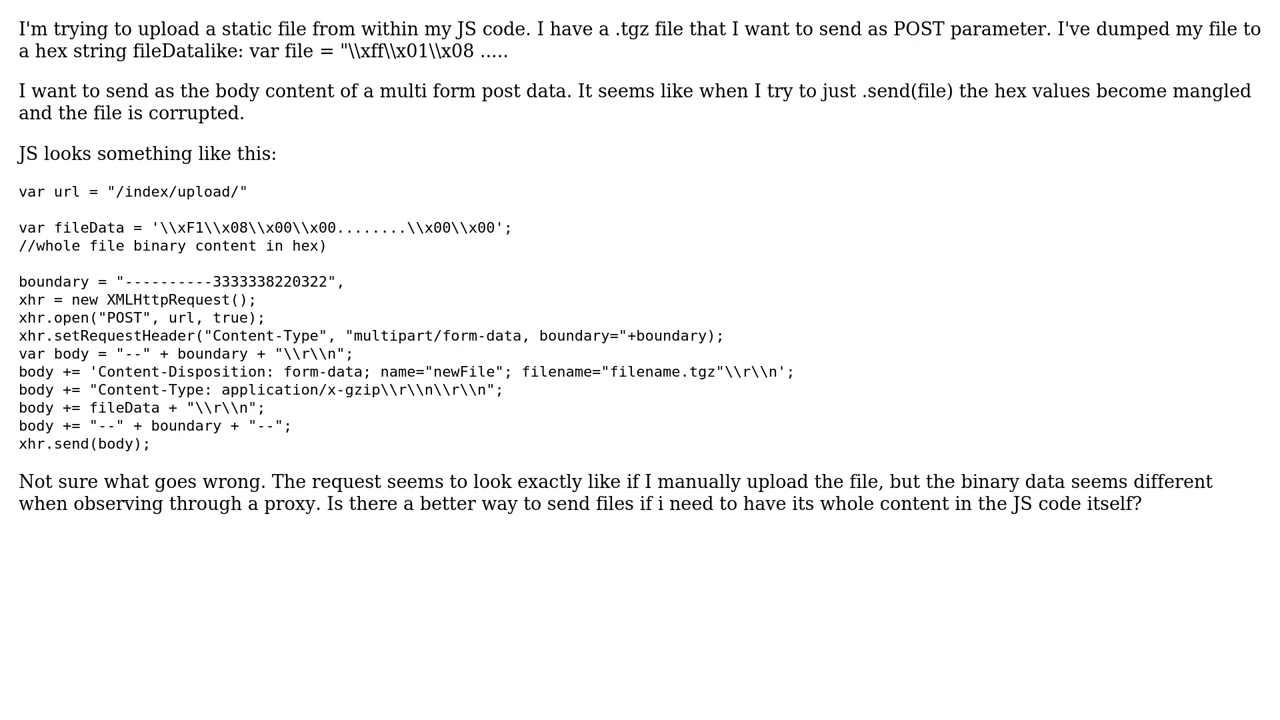 I'm trying to upload a static file from within my JS code. I have a .tgz file that I want to send as POST parameter. I've dumped my file to
a hex string fileDatalike: var file = "\\xff\\x01\\x08 .....
I want to send as the body content of a multi form post data. It seems like when I try to just .send(file) the hex values become mangled
and the file is corrupted.
JS looks something like this:
var url = "/index/upload/"
var fileData = '\\xF1\\x08\\x00\\x00........\\x00\\x00';
//whole file binary content in hex)
boundary = "----------3333338220322",
xhr = new XMLHttpRequest();
xhr.open("POST", url, true);
xhr.setRequestHeader("Content-Type", "multipart/form-data, boundary="+boundary);
var body = "--" + boundary + "\\r\\n";
body += 'Content-Disposition: form-data; name="newFile"; filename="filename.tgz"\\r\\n';
body += "Content-Type: application/x-gzip\\r\\n\\r\\n";
body += fileData + "\\r\\n";
body += "--" + boundary + "--";
xhr.send(body);
Not sure what goes wrong. The request seems to look exactly like if I manually upload the file, but the binary data seems different
when observing through a proxy. Is there a better way to send files if i need to have its whole content in the JS code itself?